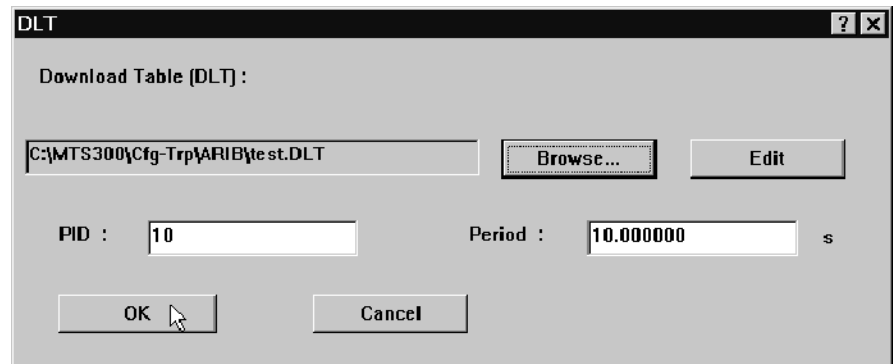 DLT
Download Table (DLT) :
C:\MTS300\Cfg-Trp\ARIB\test.DLT Browse... Edit
PID : 10 Period : 10.000000 s
OK Cancel